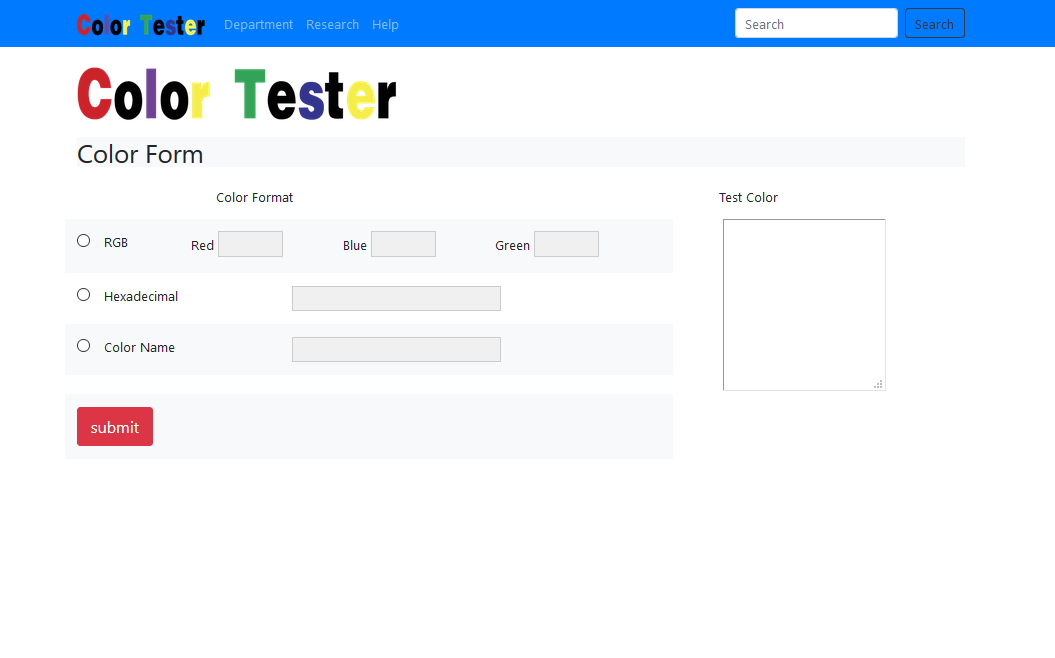 Color Tester Department Research Help Search Search
Color Tester
Color Form
Color Format Test Color
RGB Red Blue Green
Hexadecimal
Color Name
submit